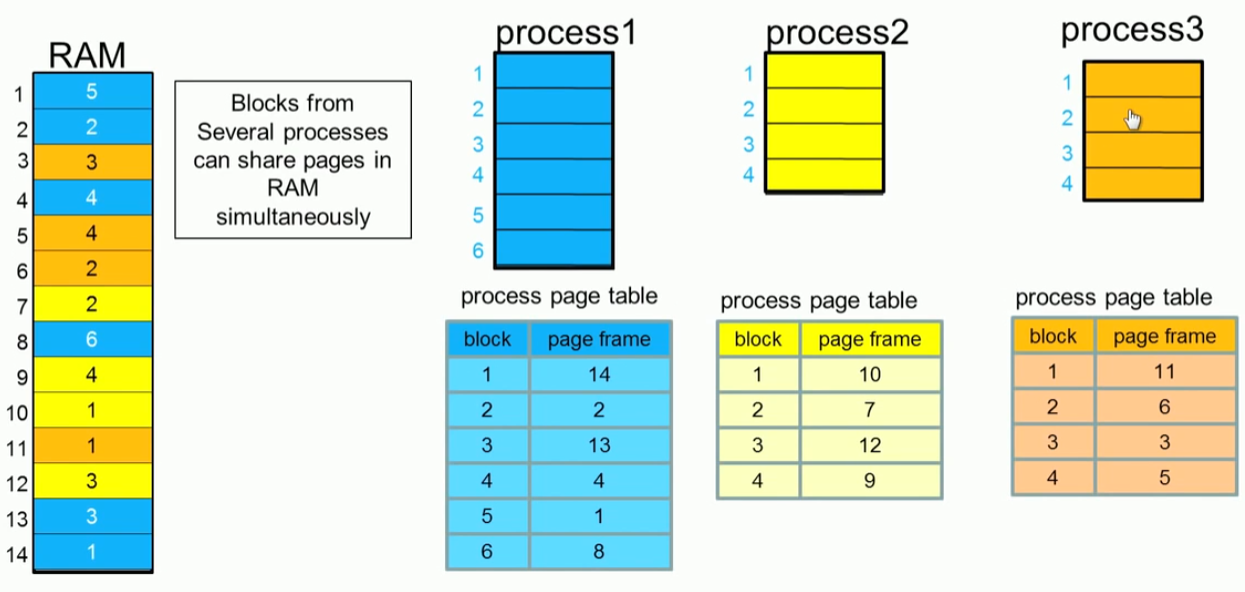 RAM
1 5
2 2
3 3
4 4
5 4
6 2
7 2
8 6
9 4
10 1
11 1
12 3
13 3
14 1
Blocks from
Several processes
can share pages in
RAM
simultaneously
process1
1
2
3
4
5
6
process page table
block page frame
1 14
2 2
3 13
4 4
5 1
6 8
process2
1
2
3
4
process page table
block page frame
1 10
2 7
3 12
4 9
process3
1
2
3
4
process page table
block page frame
1 11
2 6
3 3
4 5